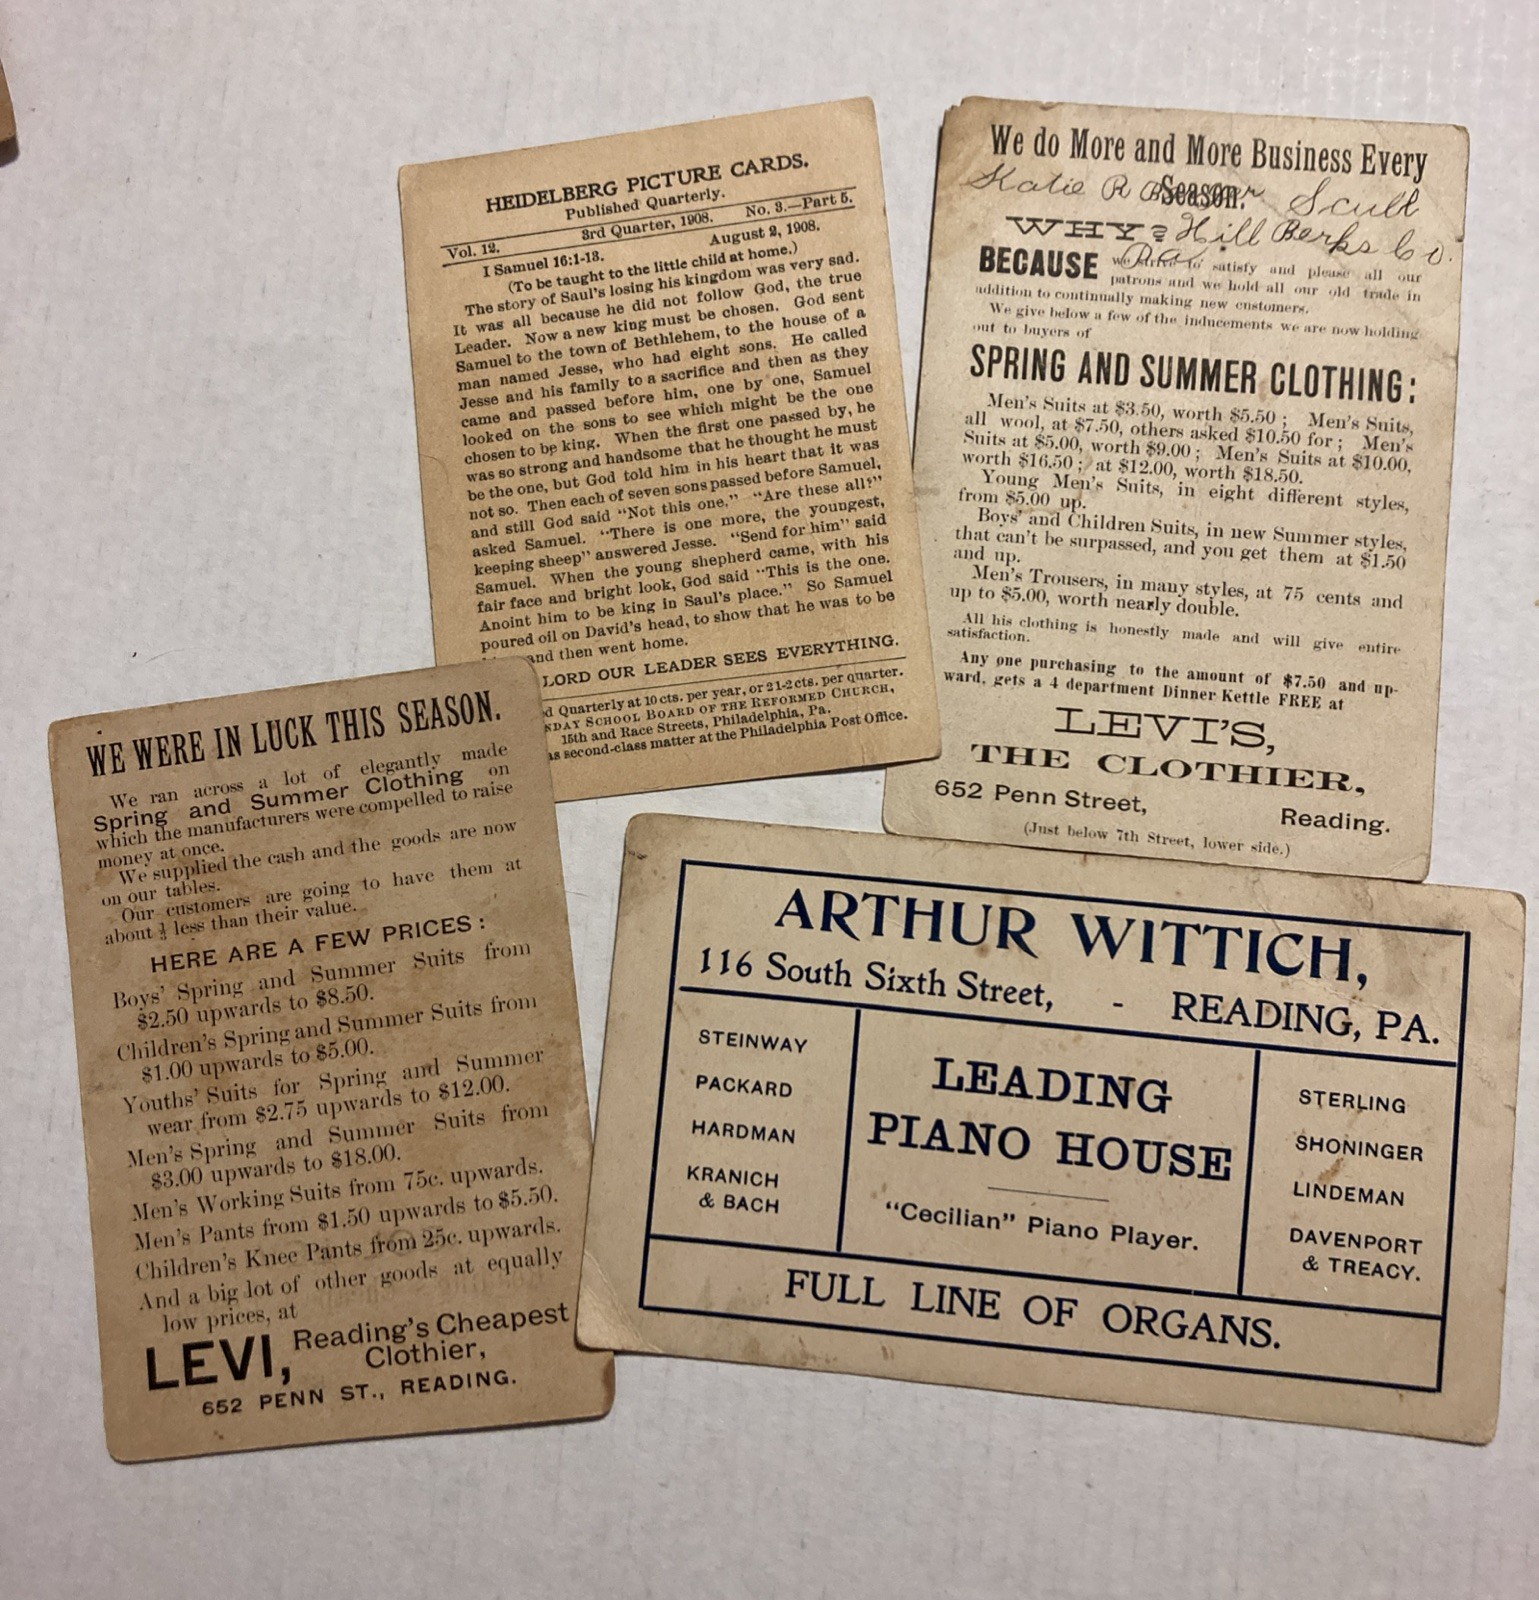 HEIDELBERG PICTURE CARDS.
Published Quarterly.
Vol. 12. 3rd Quarter, 1908. No. 3.—Part 5.
I Samuel 16:1-13. August 2, 1908.
(To be taught to the little child at home.)
The story of Saul's losing his kingdom was very sad.
It was all because he did not follow God, the true
Leader. Now a new king must be chosen. God sent
Samuel to the town of Bethlehem, to the house of a
man named Jesse, who had eight sons. He called
Jesse and his family to a sacrifice and then as they
came and passed before him, one by one, Samuel
looked on the sons to see which might be the one
chosen to be king. When the first one passed by, he
was so strong and handsome that he thought he must
be the one, but God told him in his heart that it was
not so. Then each of seven sons passed before Samuel,
and still God said "Not this one." "Are these all?"
asked Samuel. "There is one more, the youngest,
keeping sheep" answered Jesse. "Send for him" said
Samuel. When the young shepherd came, with his
fair face and bright look, God said "This is the one.
Anoint him to be king in Saul's place." So Samuel
poured oil on David's head, to show that he was to be
and then went home.
LORD OUR LEADER SEES EVERYTHING.
Quarterly at 10 cts. per year, or 2 1-2 cts. per quarter.
SCHOOL BOARD OF THE REFORMED CHURCH,
15th and Race Streets, Philadelphia, Pa.
as second-class matter at the Philadelphia Post Office.
We do More and More Business Every
Season.
Katie R Scull
WHY? Hill Berks Co.
Pa
BECAUSE we strive to satisfy and please all our
patrons and we hold all our old trade in
addition to continually making new customers.
We give below a few of the inducements we are now holding
out to buyers of
SPRING AND SUMMER CLOTHING:
Men's Suits at $3.50, worth $5.50; Men's Suits,
all wool, at $7.50, others asked $10.50 for; Men's
Suits at $5.00, worth $9.00; Men's Suits at $10.00,
worth $16.50; at $12.00, worth $18.50.
Young Men's Suits, in eight different styles,
from $5.00 up.
Boys' and Children Suits, in new Summer styles,
that can't be surpassed, and you get them at $1.50
and up.
Men's Trousers, in many styles, at 75 cents and
up to $5.00, worth nearly double.
All his clothing is honestly made and will give entire
satisfaction.
Any one purchasing to the amount of $7.50 and up-
ward, gets a 4 department Dinner Kettle FREE at
LEVI'S,
THE CLOTHIER,
652 Penn Street, Reading.
(Just below 7th Street, lower side.)
WE WERE IN LUCK THIS SEASON.
We ran across a lot of elegantly made
Spring and Summer Clothing on
which the manufacturers were compelled to raise
money at once.
We supplied the cash and the goods are now
on our tables.
Our customers are going to have them at
about ⅓ less than their value.
HERE ARE A FEW PRICES:
Boys' Spring and Summer Suits from
$2.50 upwards to $8.50.
Children's Spring and Summer Suits from
$1.00 upwards to $5.00.
Youths' Suits for Spring and Summer
wear from $2.75 upwards to $12.00.
Men's Spring and Summer Suits from
$3.00 upwards to $18.00.
Men's Working Suits from 75c. upwards.
Men's Pants from $1.50 upwards to $5.50.
Children's Knee Pants from 25c. upwards.
And a big lot of other goods at equally
low prices, at
LEVI, Reading's Cheapest
Clothier,
652 PENN ST., READING.
ARTHUR WITTICH,
116 South Sixth Street, - READING, PA.
STEINWAY
PACKARD
HARDMAN
KRANICH
& BACH
LEADING
PIANO HOUSE
"Cecilian" Piano Player.
STERLING
SHONINGER
LINDEMAN
DAVENPORT
& TREACY.
FULL LINE OF ORGANS.